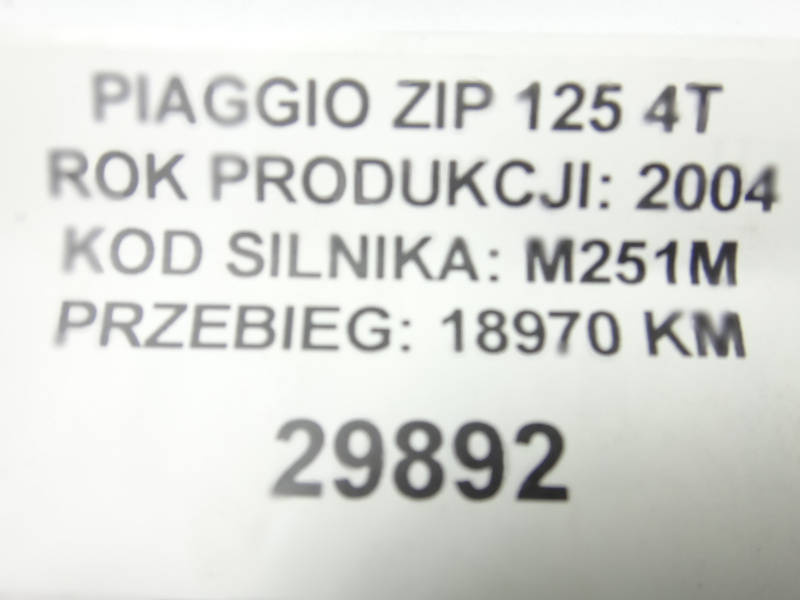 PIAGGIO ZIP 125 4T
ROK PRODUKCJI: 2004
KOD SILNIKA: M251M
PRZEBIEG: 18970 KM
29892